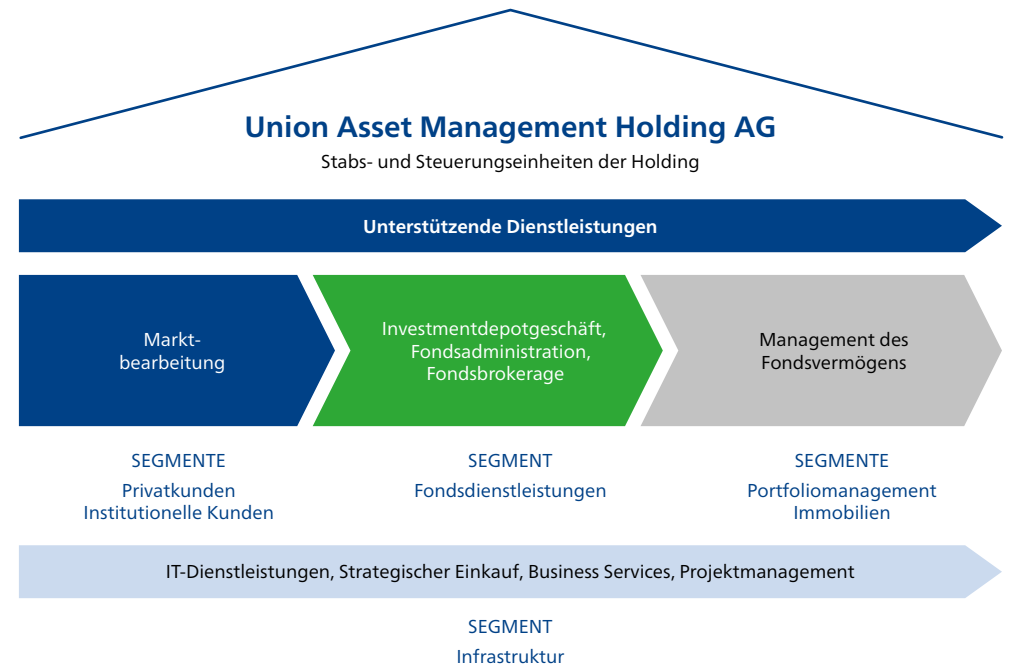 Union Asset Management Holding AG
Stabs- und Steuerungseinheiten der Holding
Unterstützende Dienstleistungen
Markt-
bearbeitung
Investmentdepotgeschäft,
Fondsadministration,
Fondsbrokerage
Management des
Fondsvermögens
SEGMENTE
Privatkunden
Institutionelle Kunden
SEGMENT
Fondsdienstleistungen
SEGMENTE
Portfoliomanagement
Immobilien
IT-Dienstleistungen, Strategischer Einkauf, Business Services, Projektmanagement
SEGMENT
Infrastruktur